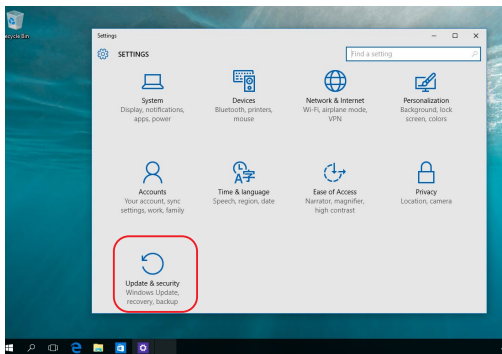 ecycle Bin
Settings
SETTINGS
Find a setting
System
Display, notifications,
apps, power
Devices
Bluetooth, printers,
mouse
Network & Internet
Wi-Fi, airplane mode,
VPN
Personalization
Background, lock
screen, colors
Accounts
Your account, sync
settings, work, family
A字
Time & language
Speech, region, date
Ease of Access
Narrator, magnifier,
high contrast
Privacy
Location, camera
Update & security
Windows Update,
recovery, backup